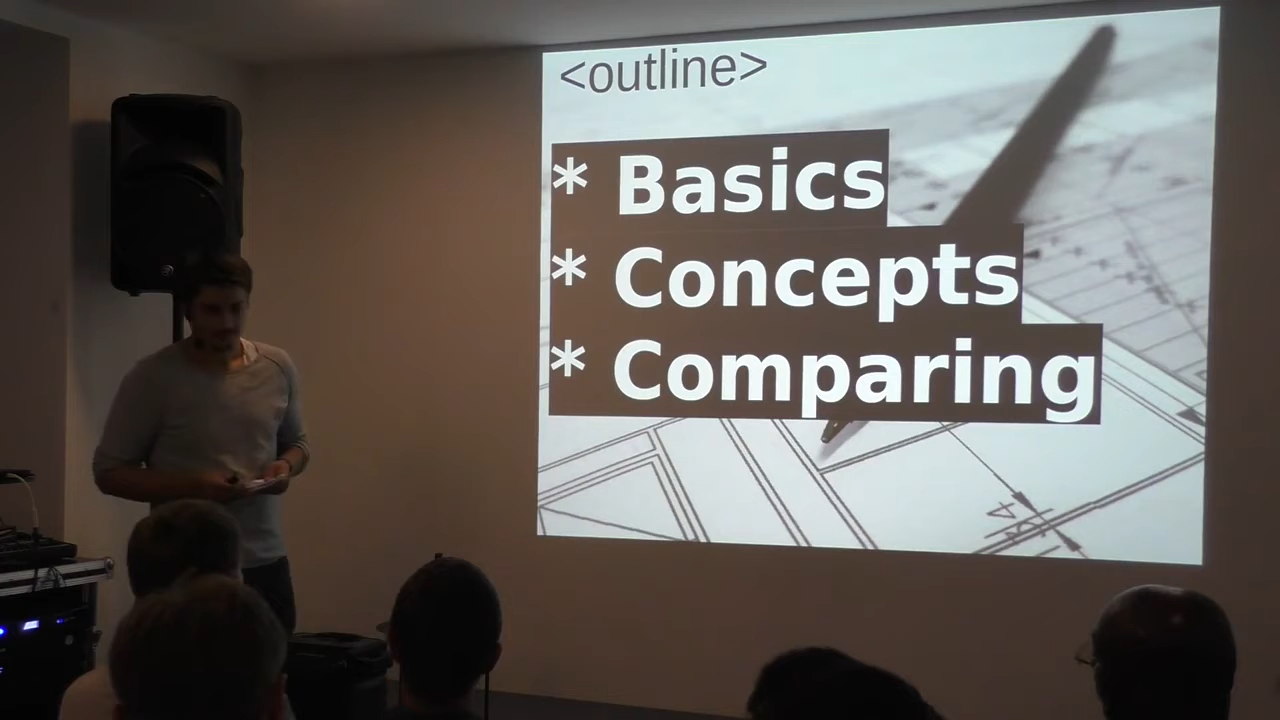 <outline>
* Basics
* Concepts
* Comparing